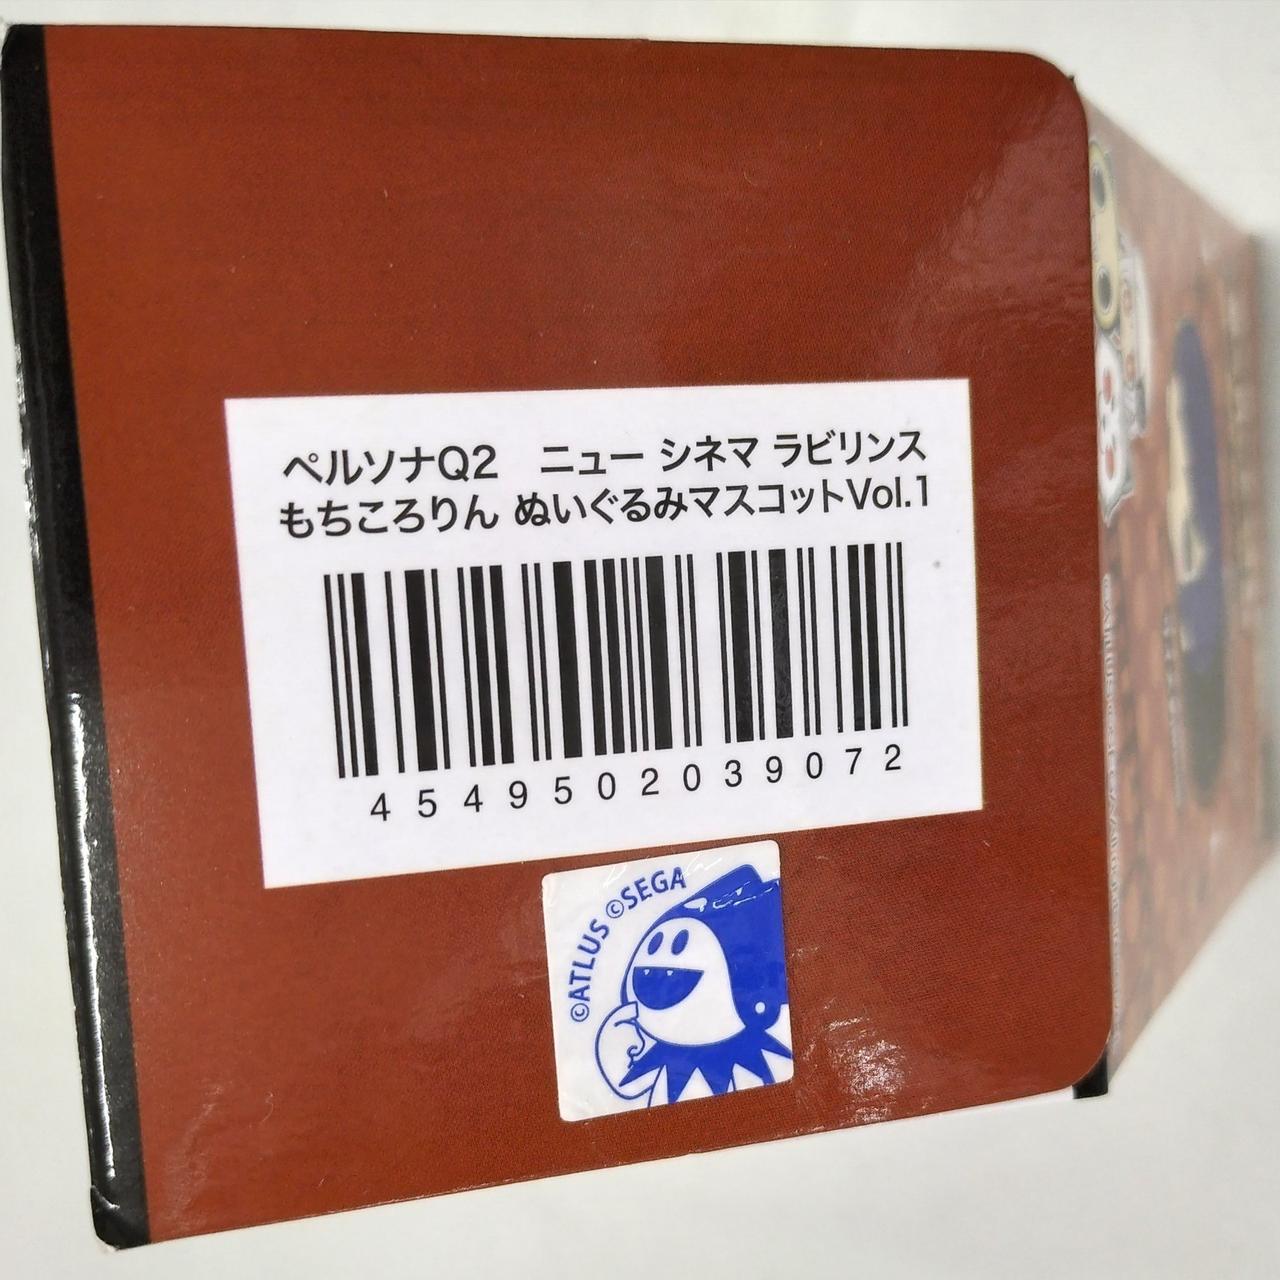 ペルソナQ2　ニュー シネマ ラビリンス
もちころりん ぬいぐるみマスコットVol.1
4549502039072
©ATLUS ©SEGA